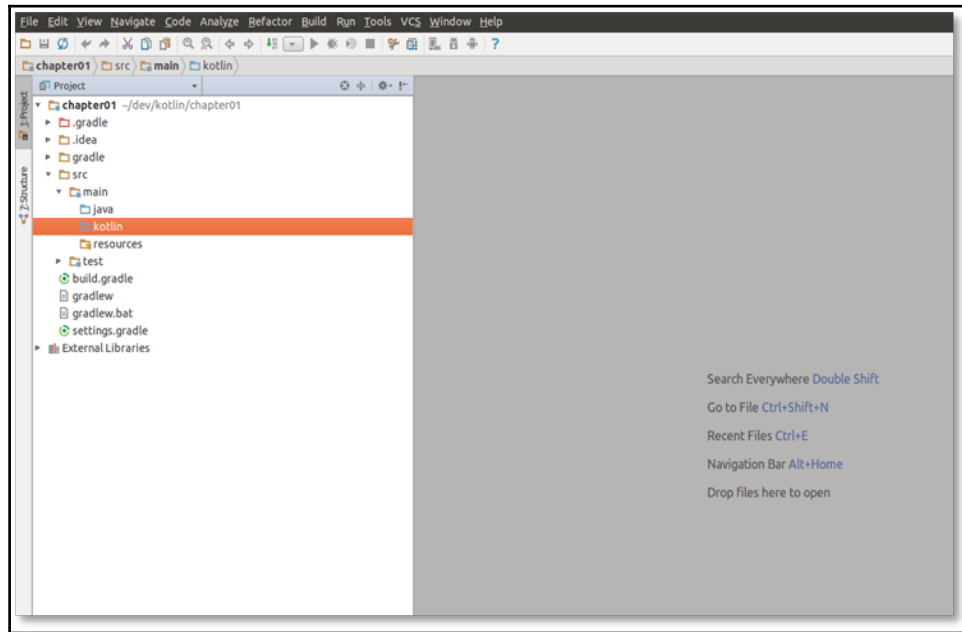 File Edit View Navigate Code Analyze Refactor Build Run Tools VCS Window Help
chapter01 src main kotlin
Project
1: Project
7: Structure
chapter01 ~/dev/kotlin/chapter01
.gradle
.idea
gradle
src
main
java
kotlin
resources
test
build.gradle
gradlew
gradlew.bat
settings.gradle
External Libraries
Search Everywhere Double Shift
Go to File Ctrl+Shift+N
Recent Files Ctrl+E
Navigation Bar Alt+Home
Drop files here to open